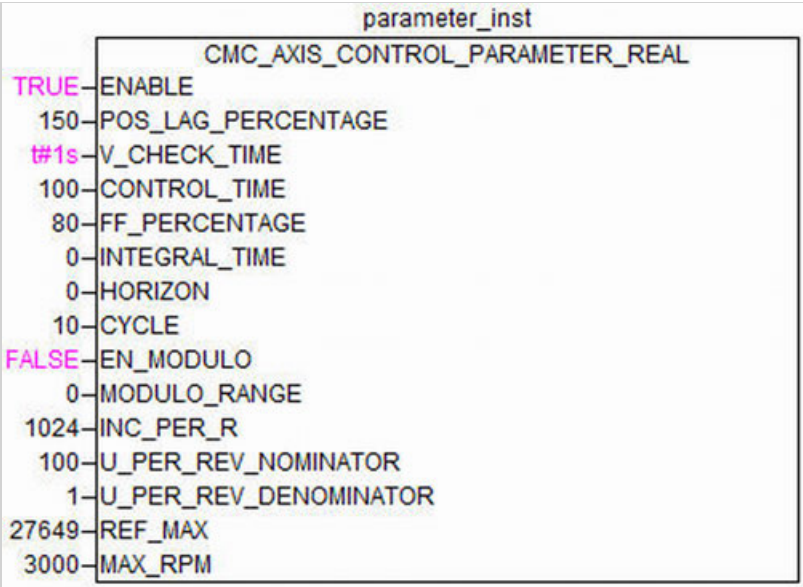 parameter_inst
CMC_AXIS_CONTROL_PARAMETER_REAL
TRUE ENABLE
150 POS_LAG_PERCENTAGE
t#1s V_CHECK_TIME
100 CONTROL_TIME
80 FF_PERCENTAGE
0 INTEGRAL_TIME
0 HORIZON
10 CYCLE
FALSE EN_MODULO
0 MODULO_RANGE
1024 INC_PER_R
100 U_PER_REV_NOMINATOR
1 U_PER_REV_DENOMINATOR
27649 REF_MAX
3000 MAX_RPM